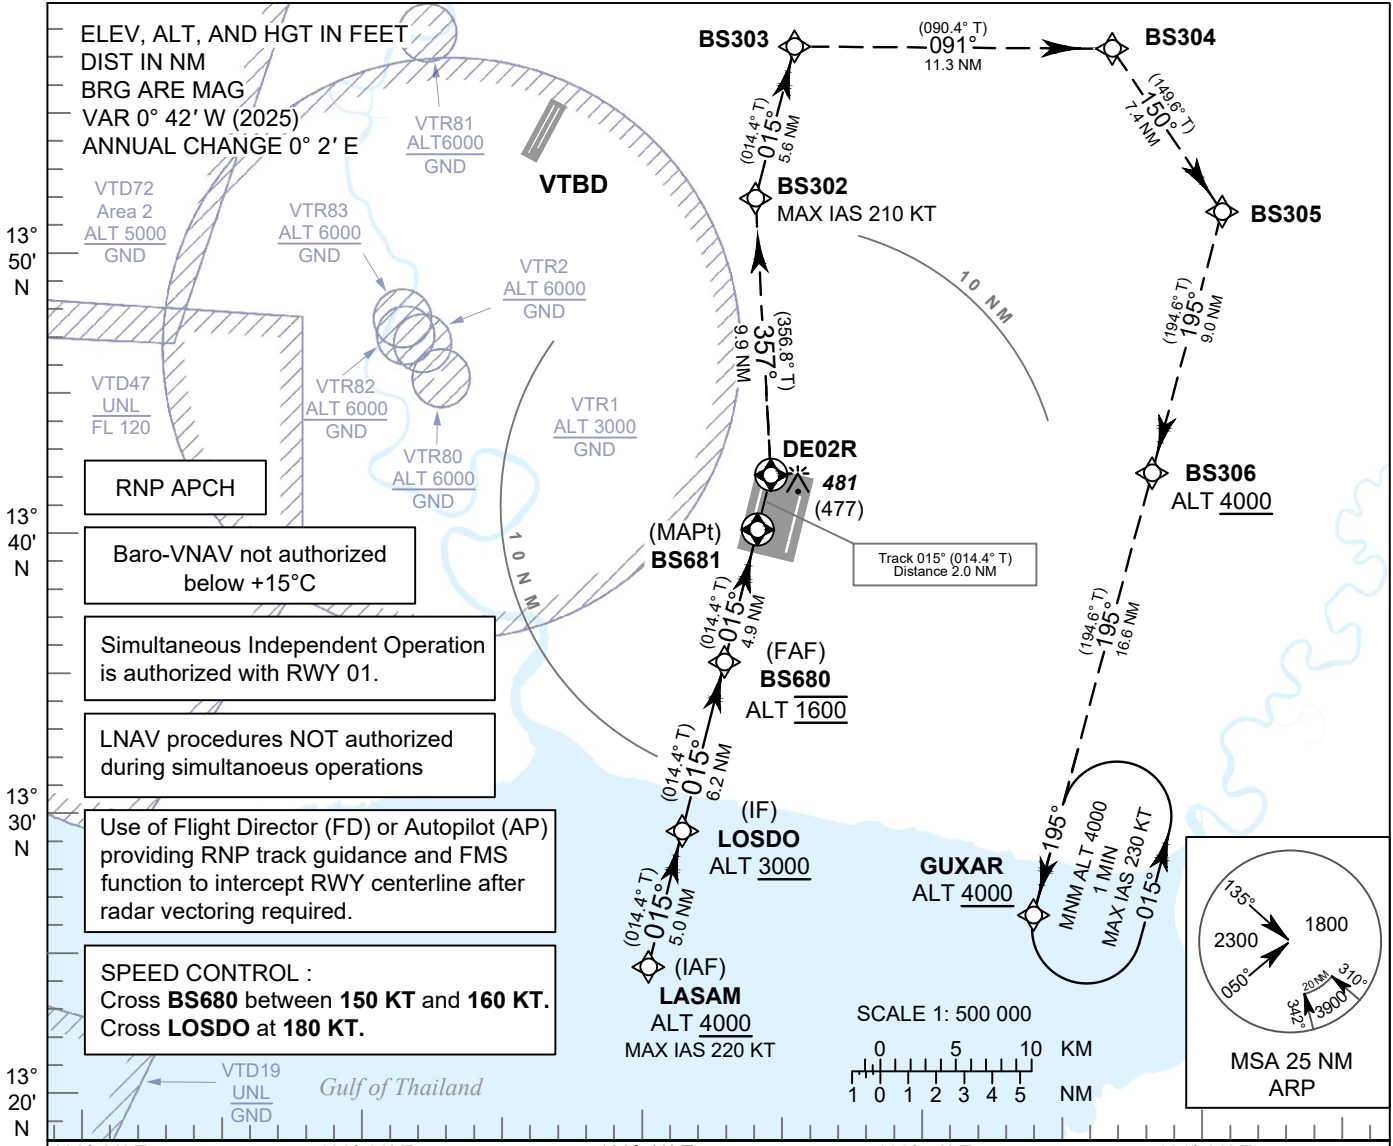 ELEV, ALT, AND HGT IN FEET
DIST IN NM
BRG ARE MAG
VAR 0° 42' W (2025)
ANNUAL CHANGE 0° 2' E
VTR81
ALT6000
GND
VTBD
VTD72
Area 2
ALT 5000
GND
VTR83
ALT 6000
GND
VTR2
ALT 6000
GND
VTD47
UNL
FL 120
VTR82
ALT 6000
GND
VTR80
ALT 6000
GND
VTR1
ALT 3000
GND
BS303
(090.4° T)
091°
11.3 NM
BS304
(014.4° T)
015°
5.6 NM
(149.6° T)
150°
7.4 NM
BS302
MAX IAS 210 KT
BS305
10 NM
(356.8° T)
357°
9.9 NM
(194.6° T)
195°
9.0 NM
DE02R
481
(477)
BS306
ALT 4000
(MAPt)
BS681
Track 015° (014.4° T)
Distance 2.0 NM
10 NM
(014.4° T)
015°
4.9 NM
(194.6° T)
195°
16.6 NM
(FAF)
BS680
ALT 1600
(014.4° T)
015°
6.2 NM
(IF)
LOSDO
ALT 3000
(014.4° T)
015°
5.0 NM
(IAF)
LASAM
ALT 4000
MAX IAS 220 KT
GUXAR
ALT 4000
195°
MNM ALT 4000
1 MIN
MAX IAS 230 KT
015°
RNP APCH
Baro-VNAV not authorized
below +15°C
Simultaneous Independent Operation
is authorized with RWY 01.
LNAV procedures NOT authorized
during simultanoeus operations
Use of Flight Director (FD) or Autopilot (AP)
providing RNP track guidance and FMS
function to intercept RWY centerline after
radar vectoring required.
SPEED CONTROL :
Cross BS680 between 150 KT and 160 KT.
Cross LOSDO at 180 KT.
VTD19
UNL
GND
Gulf of Thailand
SCALE 1: 500 000
0 5 10 KM
1 0 1 2 3 4 5 NM
135°
1800
2300
050°
20 NM
310°
342°
3900
MSA 25 NM
ARP
13°
50'
N
13°
40'
N
13°
30'
N
13°
20'
N